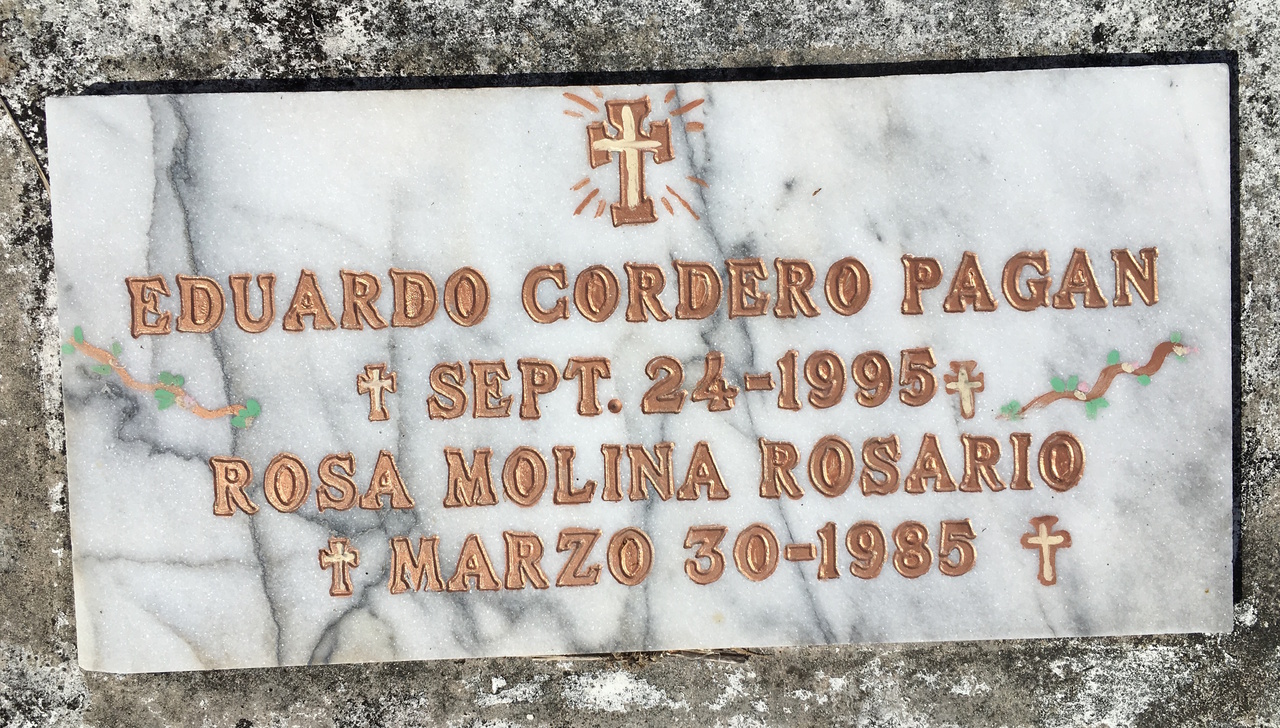 EDUARDO CORDERO PAGAN
✝ SEPT. 24-1995 ✝
ROSA MOLINA ROSARIO
✝ MARZO 30-1985 ✝